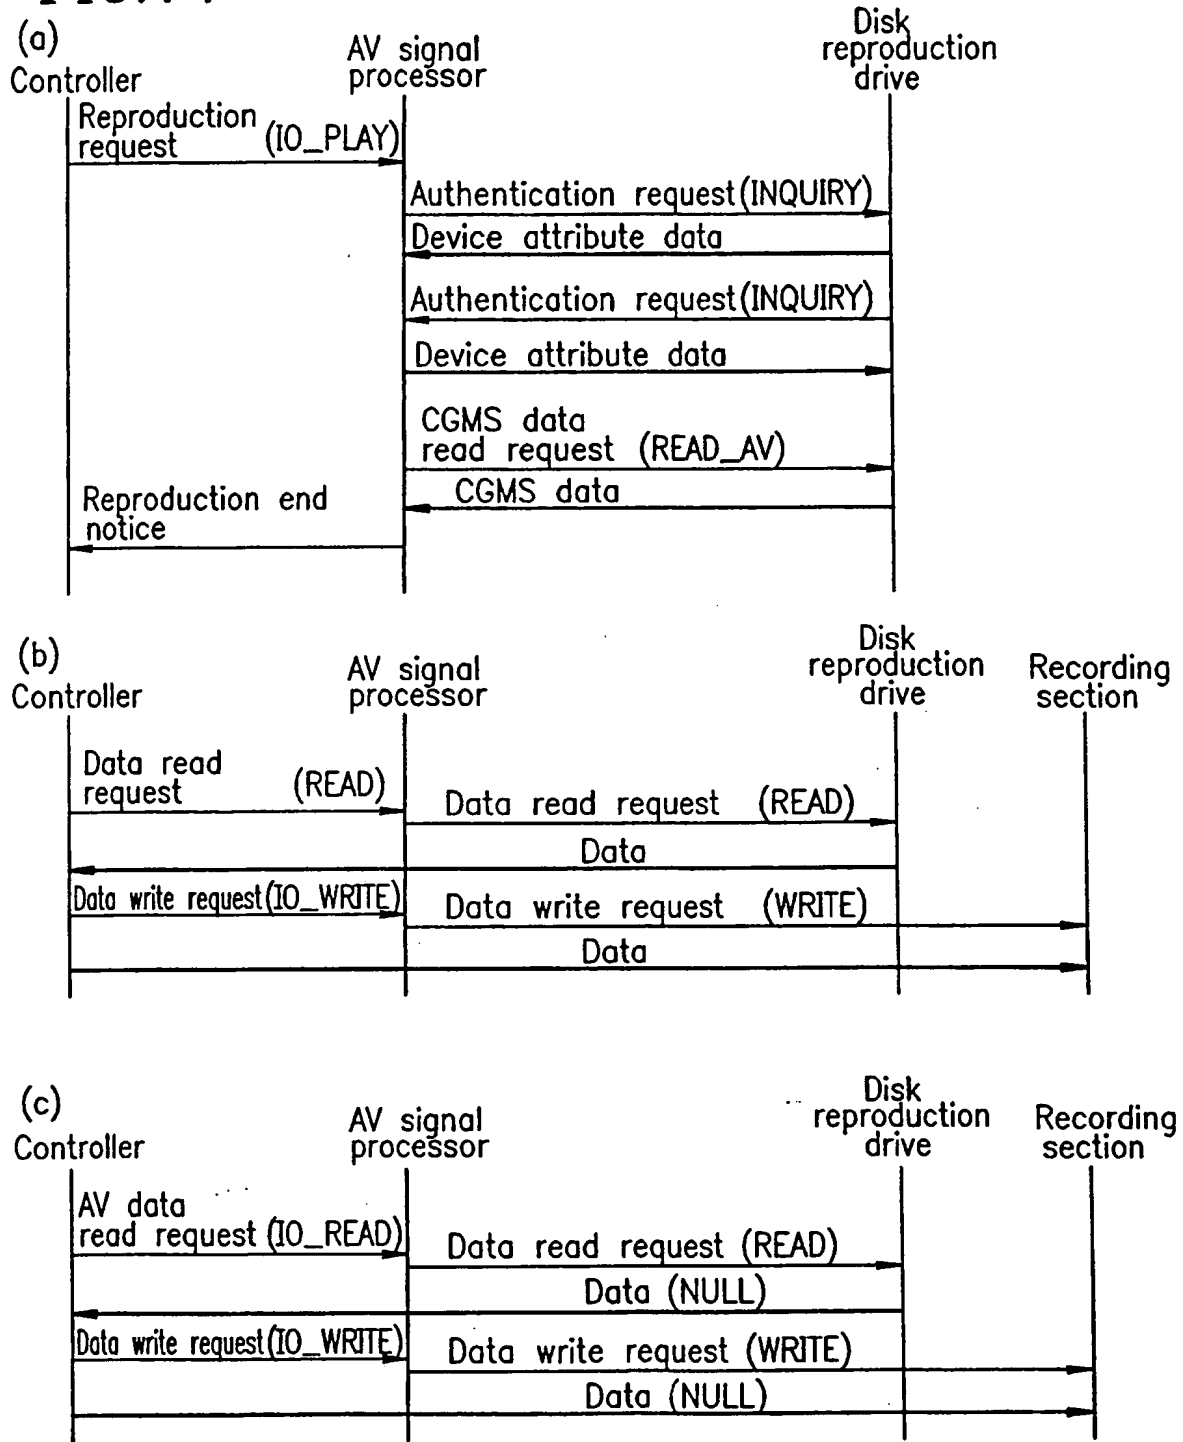 (a)
Controller
AV signal
processor
Disk
reproduction
drive
Reproduction
request (IO_PLAY)
Authentication request(INQUIRY)
Device attribute data
Authentication request(INQUIRY)
Device attribute data
CGMS data
read request (READ_AV)
CGMS data
Reproduction end
notice
(b)
Controller
AV signal
processor
Disk
reproduction
drive
Recording
section
Data read
request (READ)
Data read request (READ)
Data
Data write request(IO_WRITE)
Data write request (WRITE)
Data
(c)
Controller
AV signal
processor
Disk
reproduction
drive
Recording
section
AV data
read request(IO_READ)
Data read request (READ)
Data (NULL)
Data write request(IO_WRITE)
Data write request (WRITE)
Data (NULL)